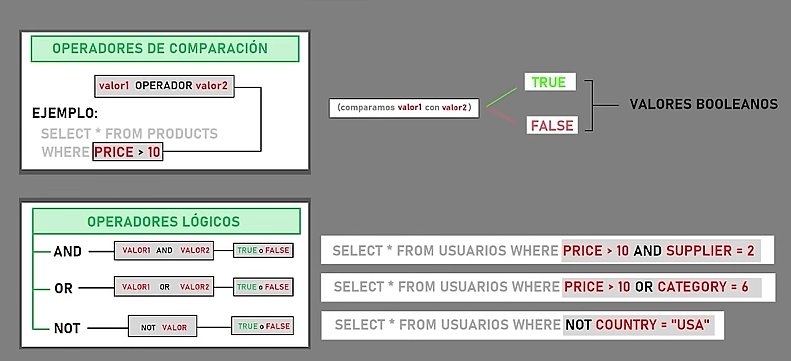 OPERADORES DE COMPARACIÓN
valor1 OPERADOR valor2
EJEMPLO:
SELECT * FROM PRODUCTS
WHERE PRICE > 10
(comparamos valor1 con valor2)
TRUE
FALSE
VALORES BOOLEANOS
OPERADORES LÓGICOS
AND VALOR1 AND VALOR2 TRUE o FALSE
SELECT * FROM USUARIOS WHERE PRICE > 10 AND SUPPLIER = 2
OR VALOR1 OR VALOR2 TRUE o FALSE
SELECT * FROM USUARIOS WHERE PRICE > 10 OR CATEGORY = 6
NOT NOT VALOR TRUE o FALSE
SELECT * FROM USUARIOS WHERE NOT COUNTRY = "USA"